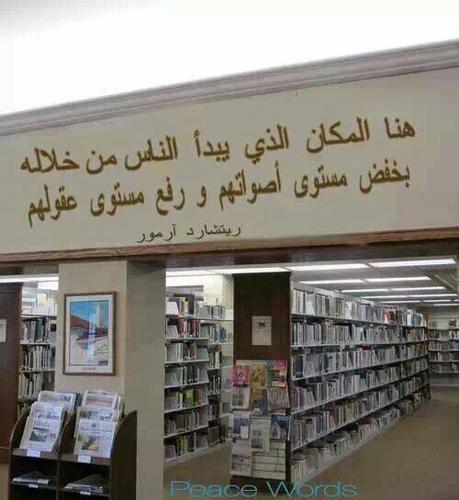 هنا المكان الذي يبدأ الناس من خلاله
بخفض مستوى أصواتهم و رفع مستوى عقولهم
ريتشارد آرمور
Peace Words